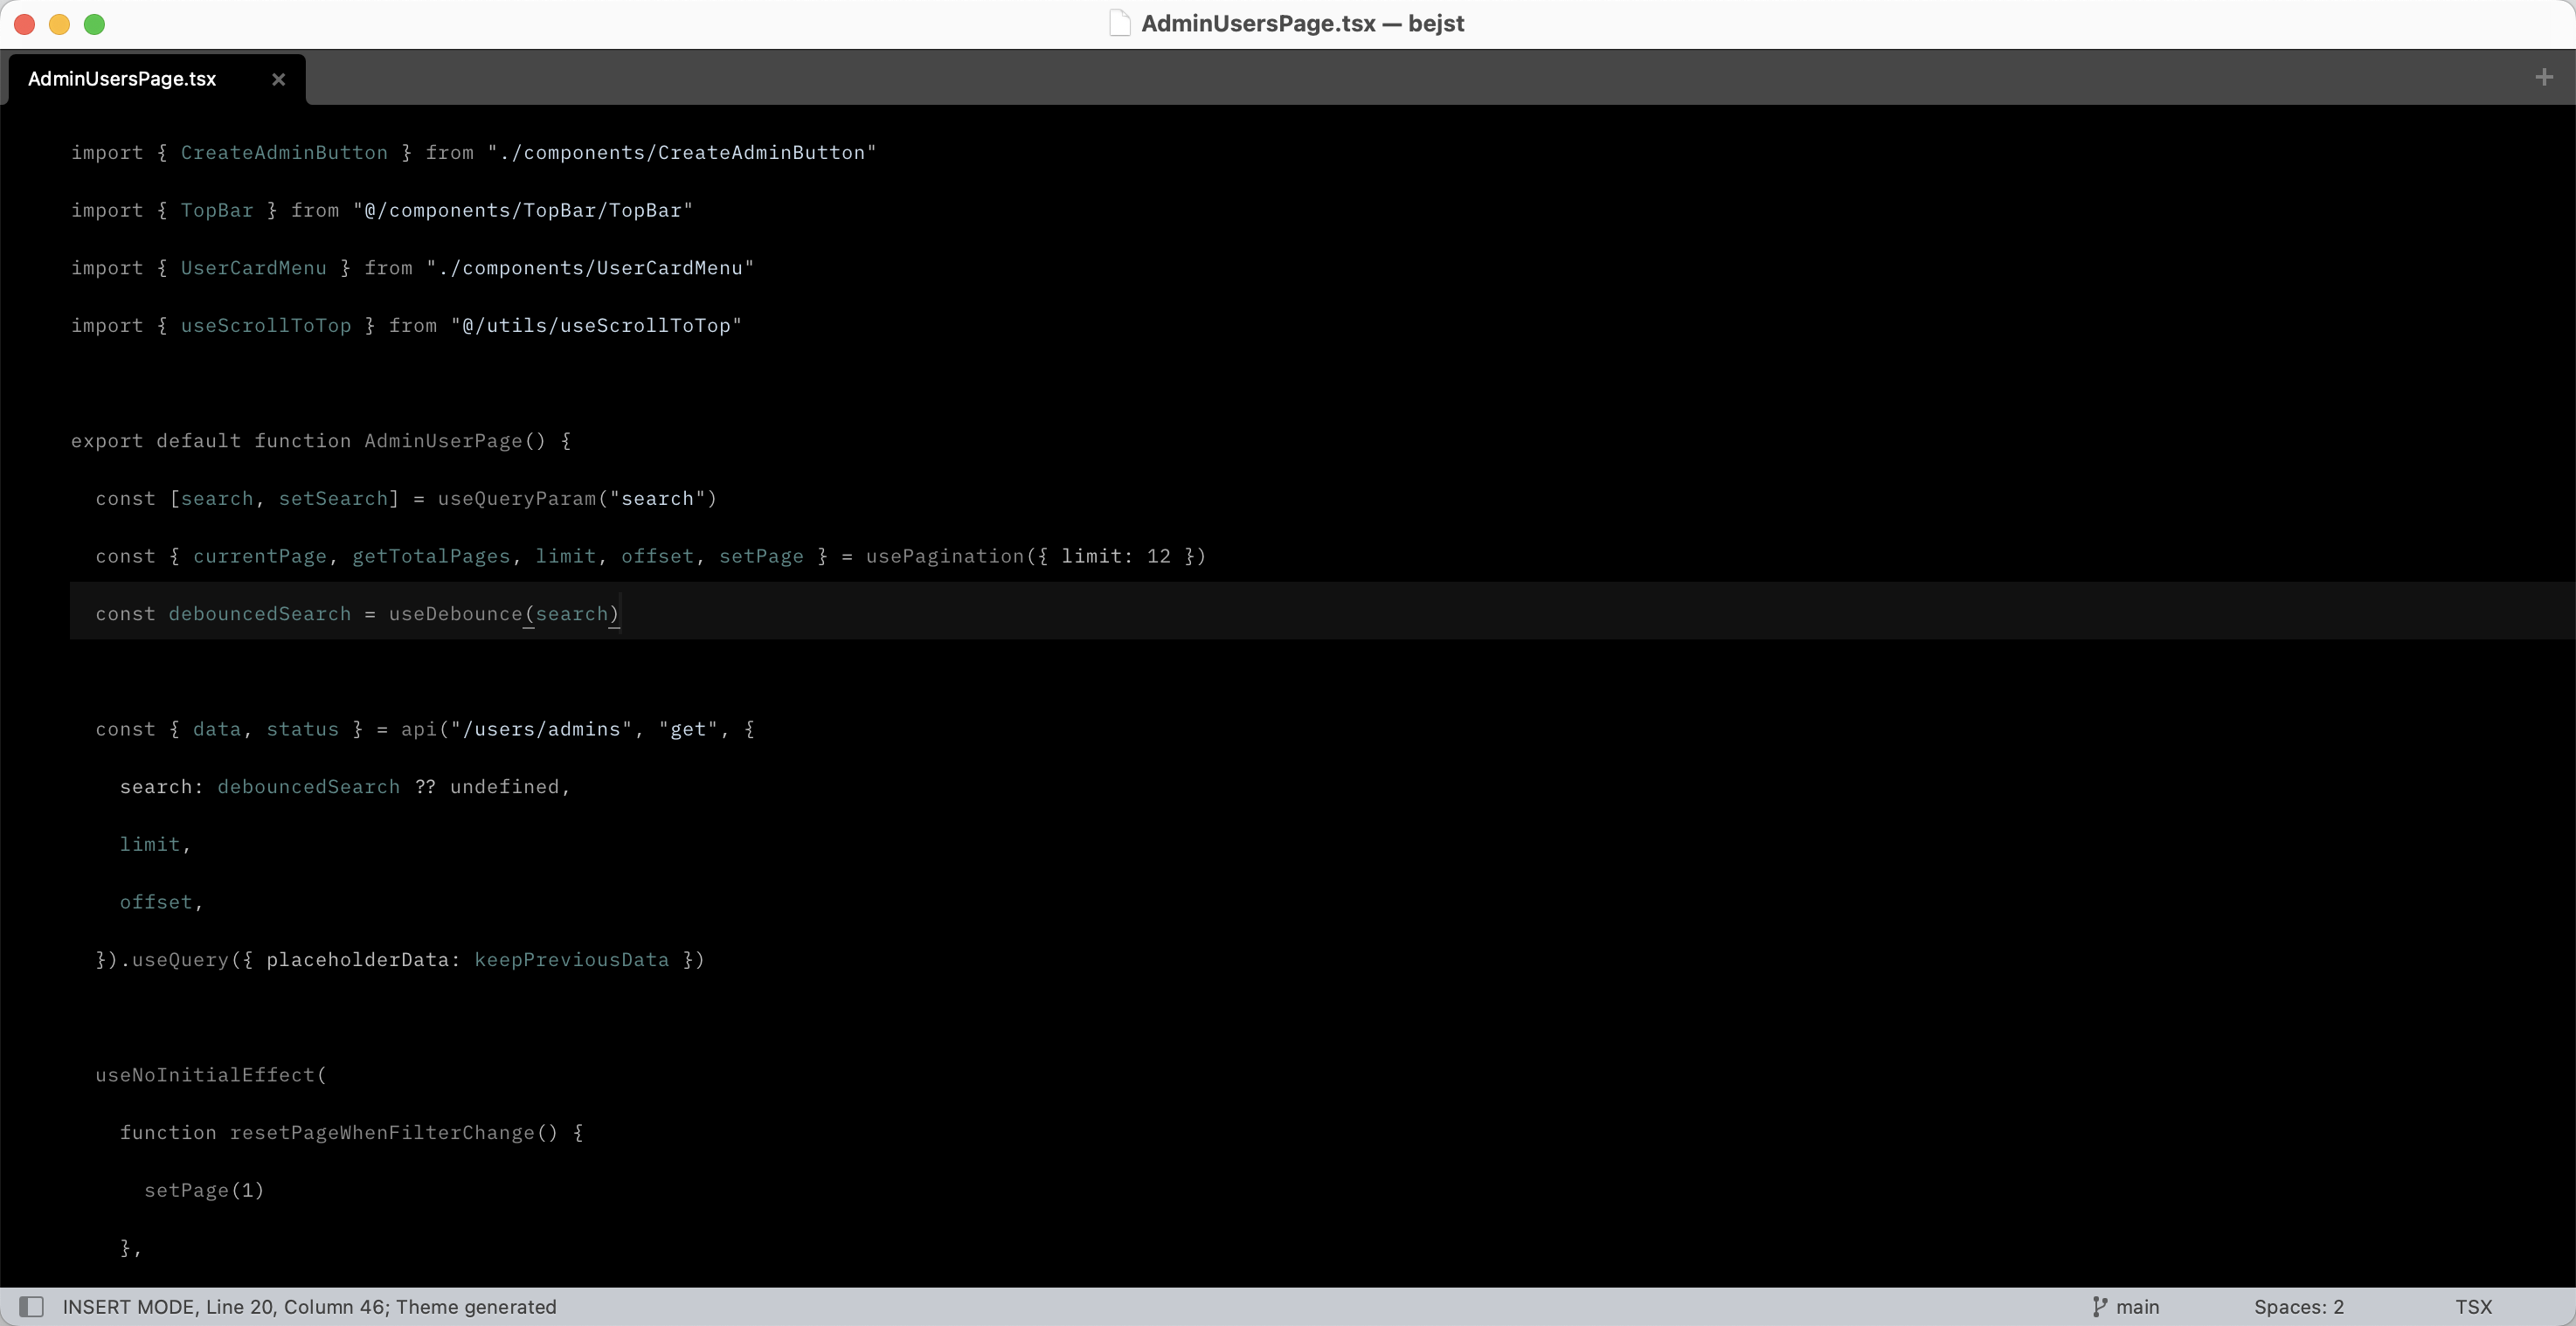 AdminUsersPage.tsx — bejst
AdminUsersPage.tsx
import { CreateAdminButton } from "./components/CreateAdminButton"
import { TopBar } from "@/components/TopBar/TopBar"
import { UserCardMenu } from "./components/UserCardMenu"
import { useScrollToTop } from "@/utils/useScrollToTop"
export default function AdminUserPage() {
const [search, setSearch] = useQueryParam("search")
const { currentPage, getTotalPages, limit, offset, setPage } = usePagination({ limit: 12 })
const debouncedSearch = useDebounce(search)
const { data, status } = api("/users/admins", "get", {
search: debouncedSearch ?? undefined,
limit,
offset,
}).useQuery({ placeholderData: keepPreviousData })
useNoInitialEffect(
function resetPageWhenFilterChange() {
setPage(1)
},
INSERT MODE, Line 20, Column 46; Theme generated
main
Spaces: 2
TSX